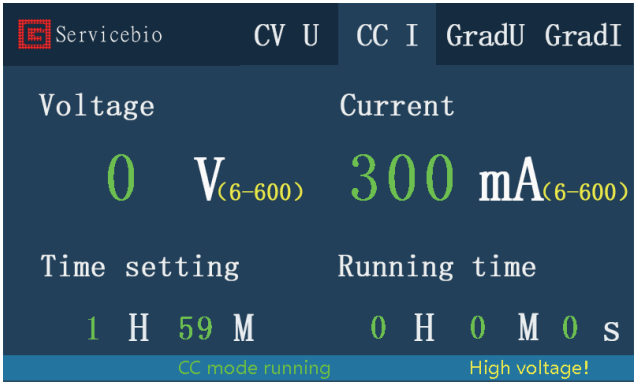 Servicebio CV U CC I GradU GradI
Voltage Current
0 V(6-600) 300 mA(6-600)
Time setting Running time
1 H 59 M 0 H 0 M 0 s
CC mode running High voltage!